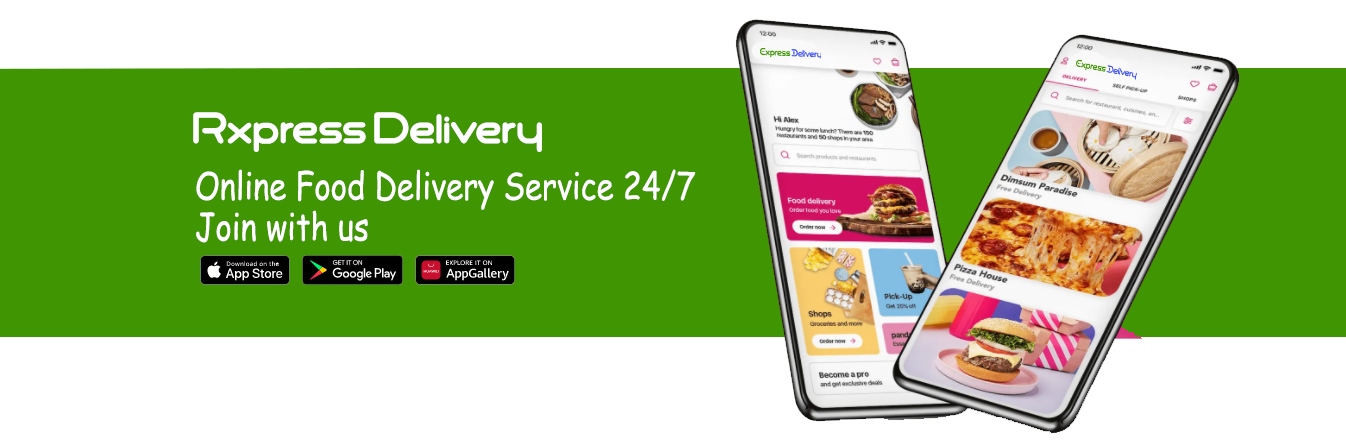 Rxpress Delivery
Online Food Delivery Service 24/7
Join with us
Download on the
App Store
GET IT ON
Google Play
HUAWEI
EXPLORE IT ON
AppGallery
12:00
Express Delivery
Hi Alex
Hungry for some lunch? There are 150
restaurants and 50 shops in your area
Search products and restaurants
Food delivery
Order food you love
Order now
Shops
Groceries and more
Order now
Pick-Up
Get 20% off
panda
Become a pro
and get exclusive deals
12:00
Express Delivery
DELIVERY
SELF PICK-UP
SHOPS
Search for restaurant, cuisines, an...
Dimsum Paradise
Free Delivery
Pizza House
Free Delivery